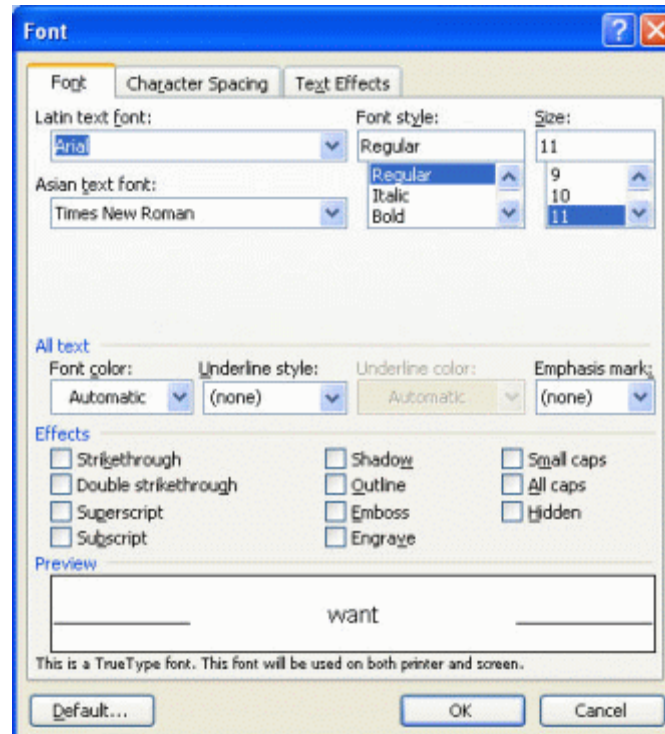 Font
Font Character Spacing Text Effects
Latin text font: Font style: Size:
Arial Regular 11
Regular 9
Asian text font: Italic 10
Times New Roman Bold 11
All text
Font color: Underline style: Underline color: Emphasis mark:
Automatic (none) Automatic (none)
Effects
Strikethrough Shadow Small caps
Double strikethrough Outline All caps
Superscript Emboss Hidden
Subscript Engrave
Preview
want
This is a TrueType font. This font will be used on both printer and screen.
Default... OK Cancel